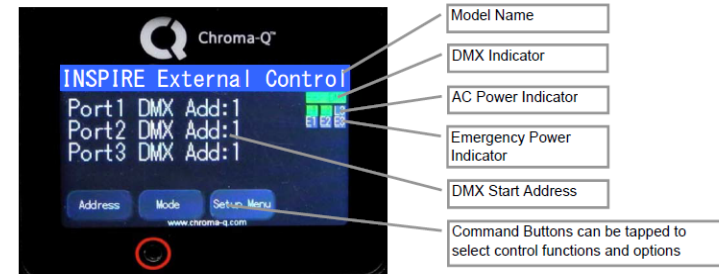 Chroma-Q™
INSPIRE External Control
Port1 DMX Add:1
Port2 DMX Add:1
Port3 DMX Add:1
L3
E1 E2 E3
Address Mode Setup Menu
www.chroma-q.com
Model Name
DMX Indicator
AC Power Indicator
Emergency Power
Indicator
DMX Start Address
Command Buttons can be tapped to
select control functions and options